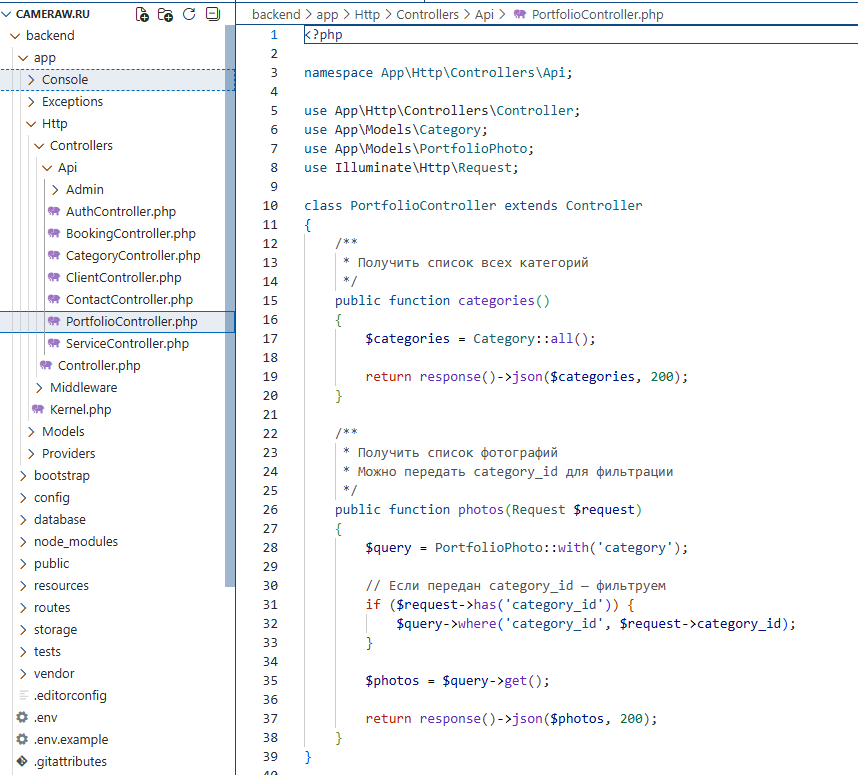 CAMERAW.RU
backend
app
Console
Exceptions
Http
Controllers
Api
Admin
AuthController.php
BookingController.php
CategoryController.php
ClientController.php
ContactController.php
PortfolioController.php
ServiceController.php
Controller.php
Middleware
Kernel.php
Models
Providers
bootstrap
config
database
node_modules
public
resources
routes
storage
tests
vendor
.editorconfig
.env
.env.example
.gitattributes
backend > app > Http > Controllers > Api > PortfolioController.php
1 <?php
2
3 namespace App\Http\Controllers\Api;
4
5 use App\Http\Controllers\Controller;
6 use App\Models\Category;
7 use App\Models\PortfolioPhoto;
8 use Illuminate\Http\Request;
9
10 class PortfolioController extends Controller
11 {
12 /**
13 * Получить список всех категорий
14 */
15 public function categories()
16 {
17 $categories = Category::all();
18
19 return response()->json($categories, 200);
20 }
21
22 /**
23 * Получить список фотографий
24 * Можно передать category_id для фильтрации
25 */
26 public function photos(Request $request)
27 {
28 $query = PortfolioPhoto::with('category');
29
30 // Если передан category_id — фильтруем
31 if ($request->has('category_id')) {
32 $query->where('category_id', $request->category_id);
33 }
34
35 $photos = $query->get();
36
37 return response()->json($photos, 200);
38 }
39 }
40